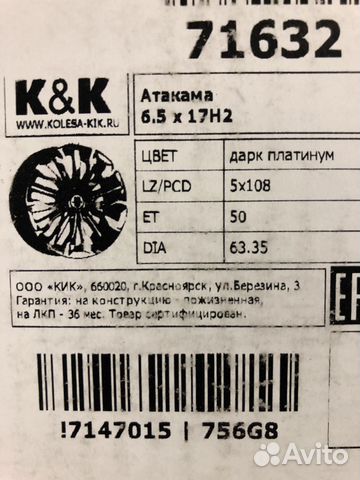 71632
K&K
WWW.KOLESA-KIK.RU
Атакама
6.5 x 17H2
ЦВЕТ дарк платинум
LZ/PCD 5x108
ET 50
DIA 63.35
ООО «КИК», 660020, г.Красноярск, ул.Березина, 3
Гарантия: на конструкцию - пожизненная,
на ЛКП - 36 мес. Товар сертифицирован.
!7147015 | 756G8
Avito